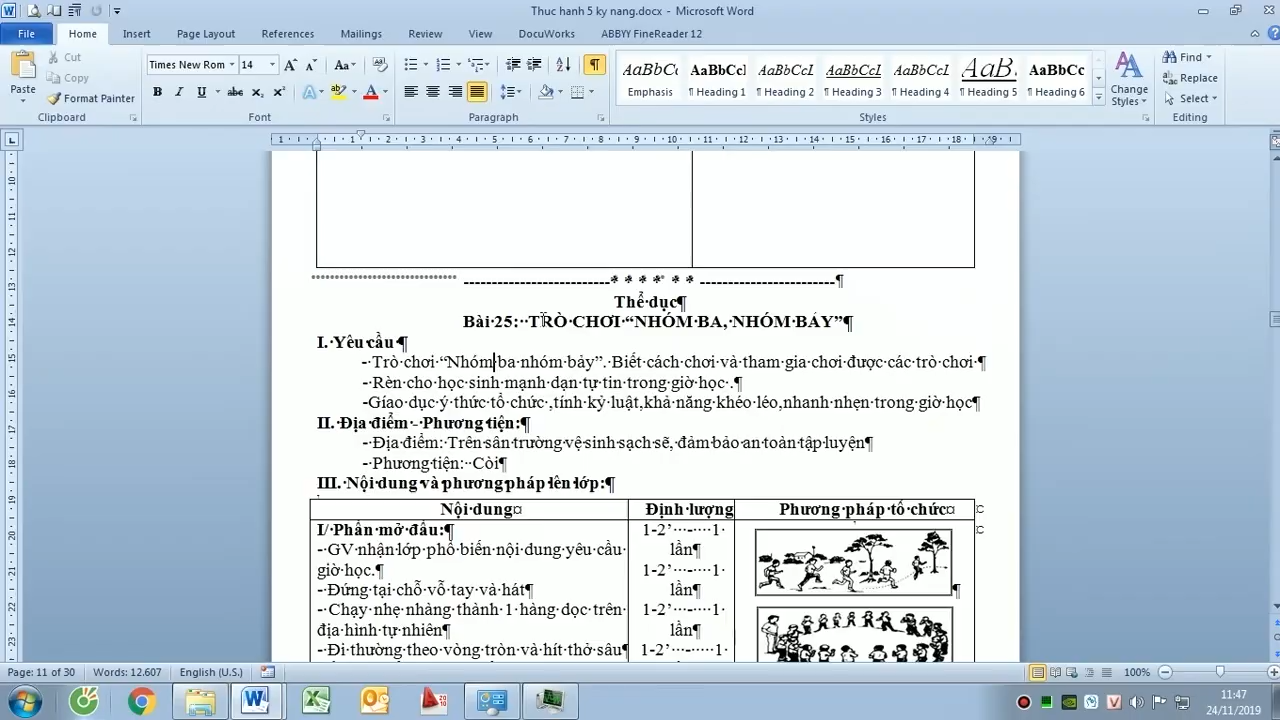 Thuc hanh 5 ky nang.docx - Microsoft Word
File Home Insert Page Layout References Mailings Review View DocuWorks ABBYY FineReader 12
Paste
Cut
Copy
Format Painter
Clipboard
Times New Rom 14
Font
Paragraph
AaBbCc AaBbCcl AaBbCcL AaBbCcL AaBbCcL AaB AaBbCc
Emphasis ¶ Heading 1 ¶ Heading 2 ¶ Heading 3 ¶ Heading 4 ¶ Heading 5 ¶ Heading 6
Styles
Change Styles
Find
Replace
Select
Editing
-------------------------* * * * * * -----------------------¶
Thể dục¶
Bài 25: TRÒ CHƠI “NHÓM BA, NHÓM BẢY”¶
I. Yêu cầu ¶
- Trò chơi “Nhóm ba nhóm bảy”. Biết cách chơi và tham gia chơi được các trò chơi ¶
- Rèn cho học sinh mạnh dạn tự tin trong giờ học .¶
-Gíao dục ý thức tổ chức ,tính kỷ luật,khả năng khéo léo,nhanh nhẹn trong giờ học¶
II. Địa điểm - Phương tiện:¶
- Địa điểm: Trên sân trường vệ sinh sạch sẽ, đảm bảo an toàn tập luyện¶
- Phương tiện: Còi¶
III. Nội dung và phương pháp lên lớp:¶
Nội dung¤ Định lượng Phương pháp tổ chức¤
I/ Phần mở đầu:¶
- GV nhận lớp phổ biến nội dung yêu cầu
giờ học.¶
- Đứng tại chỗ vỗ tay và hát¶
- Chạy nhẹ nhàng thành 1 hàng dọc trên
địa hình tự nhiên¶
- Đi thường theo vòng tròn và hít thở sâu¶
1-2’ - 1
lần¶
1-2’ - 1
lần¶
1-2’ - 1
lần¶
1-2’ - 1
Page: 11 of 30 Words: 12.607 English (U.S.) 100%
11:47
24/11/2019